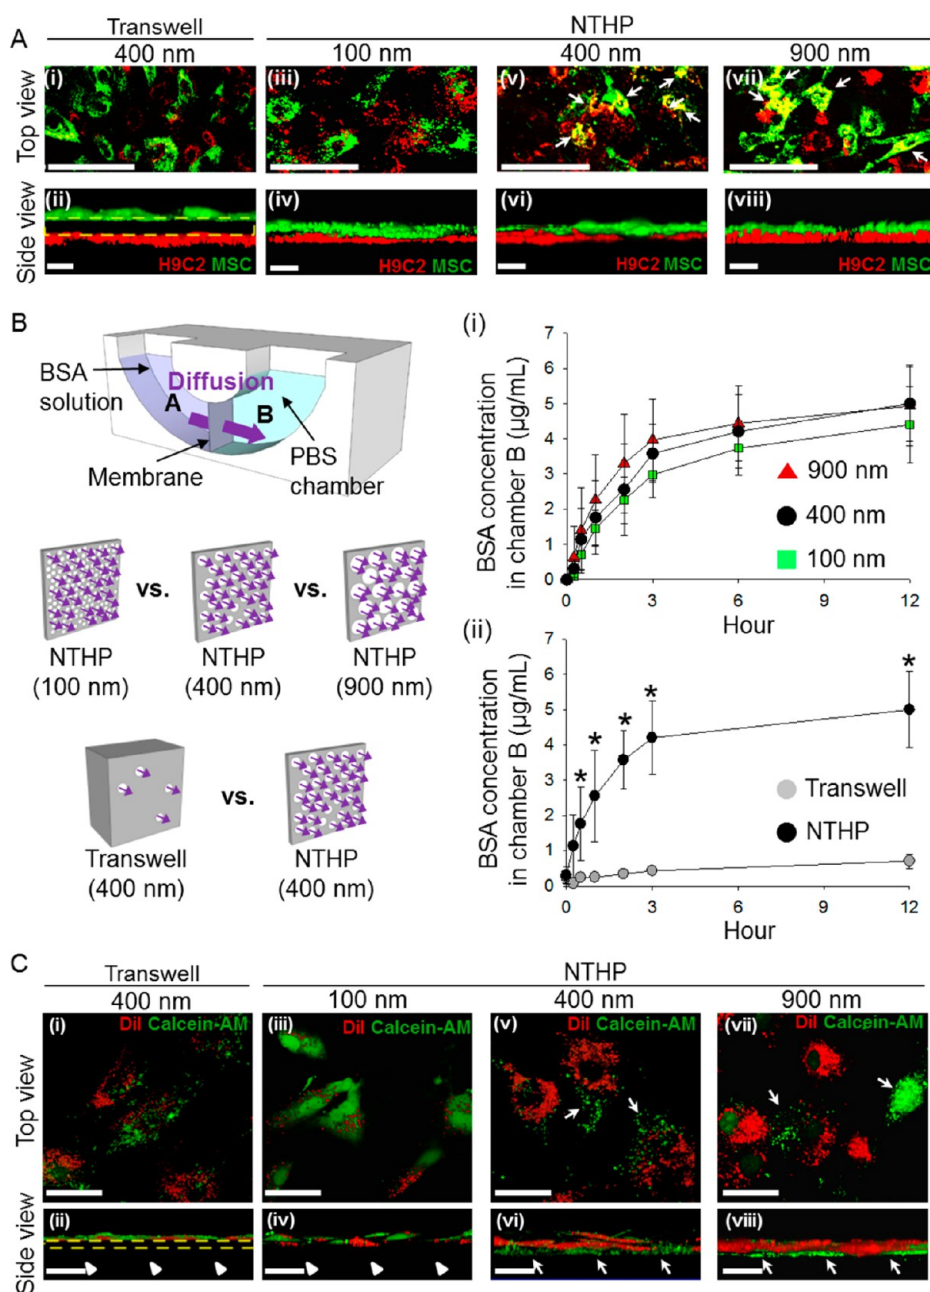 A
Transwell
NTHP
400 nm
100 nm
400 nm
900 nm
Top view
(i)
(iii)
(v)
(vii)
Side view
(ii)
(iv)
(vi)
(viii)
H9C2 MSC
H9C2 MSC
H9C2 MSC
H9C2 MSC
B
BSA
solution
Diffusion
A
B
Membrane
PBS
chamber
vs.
vs.
NTHP
(100 nm)
NTHP
(400 nm)
NTHP
(900 nm)
vs.
Transwell
(400 nm)
NTHP
(400 nm)
(i)
BSA concentration
in chamber B (µg/mL)
7
6
5
4
3
2
1
0
900 nm
400 nm
100 nm
0
3
6
9
12
Hour
(ii)
BSA concentration
in chamber B (µg/mL)
7
6
5
4
3
2
1
0
*
*
*
*
*
Transwell
NTHP
0
3
6
9
12
Hour
C
Transwell
NTHP
400 nm
100 nm
400 nm
900 nm
Top view
(i)
DiI Calcein-AM
(iii)
DiI Calcein-AM
(v)
DiI Calcein-AM
(vii)
DiI Calcein-AM
Side view
(ii)
(iv)
(vi)
(viii)